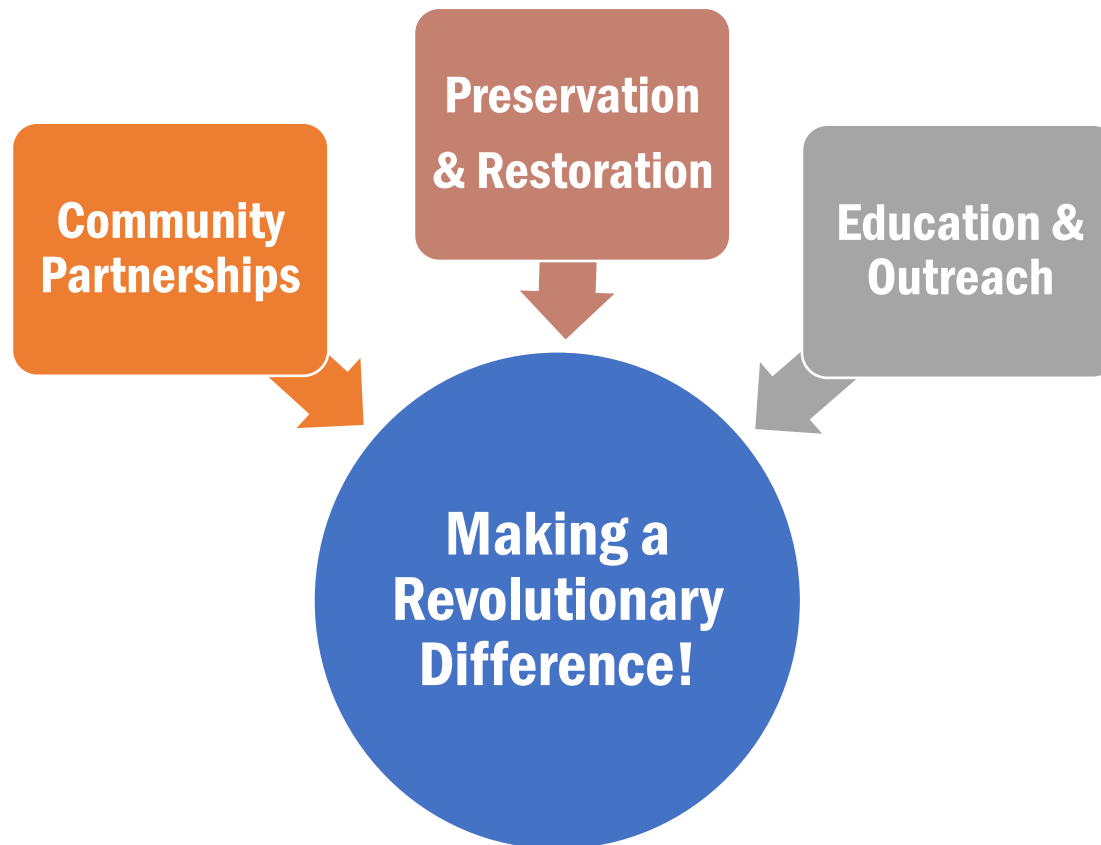 Preservation
& Restoration
Community
Partnerships
Education &
Outreach
Making a
Revolutionary
Difference!